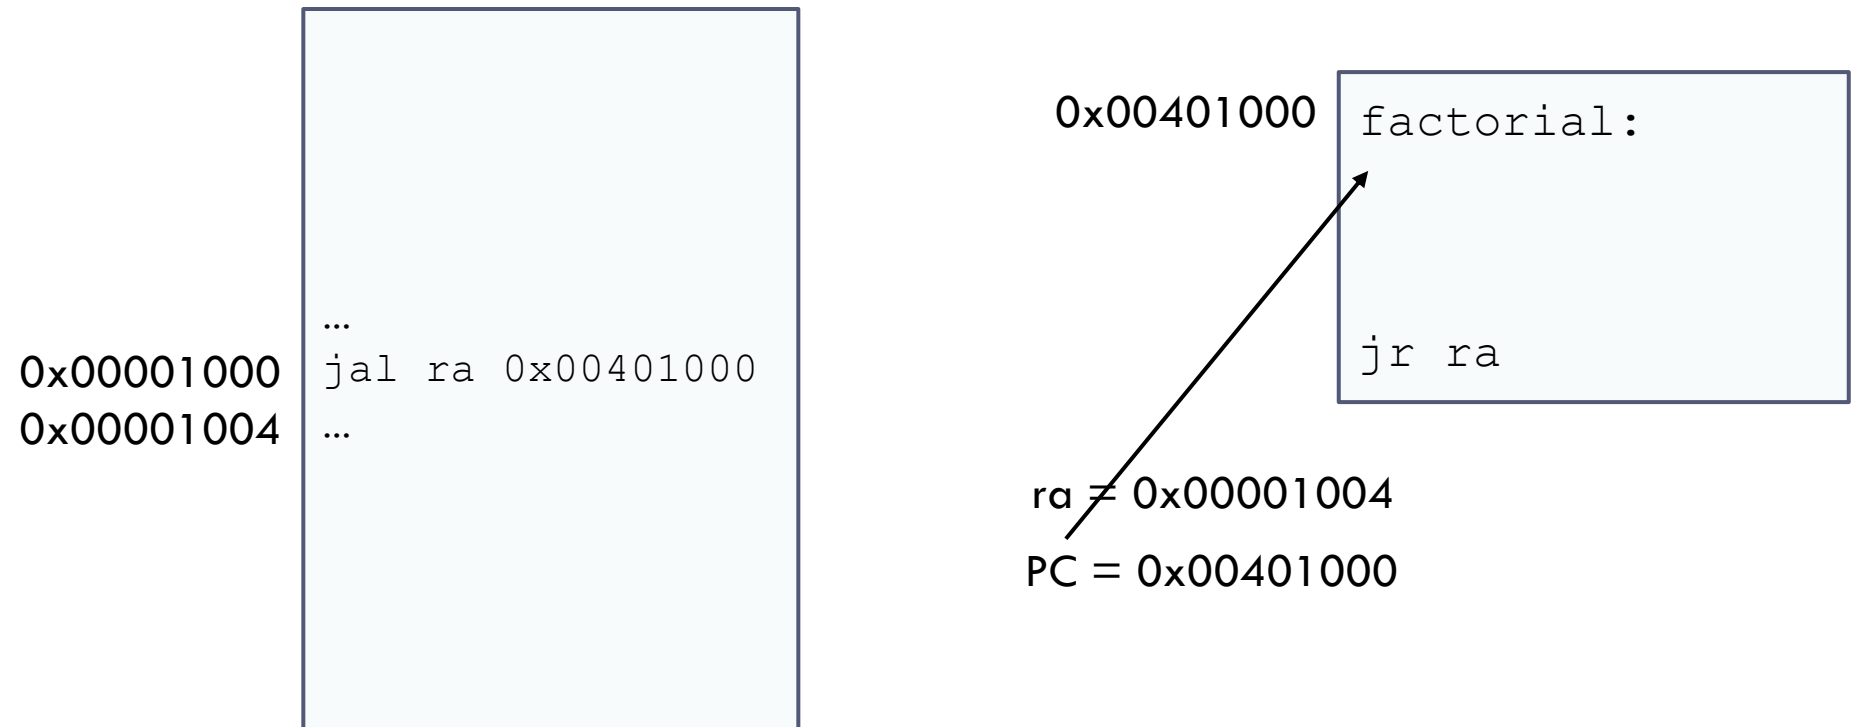 ...
0x00001000 jal ra 0x00401000
0x00001004 ...
0x00401000 factorial:
jr ra
ra = 0x00001004
PC = 0x00401000